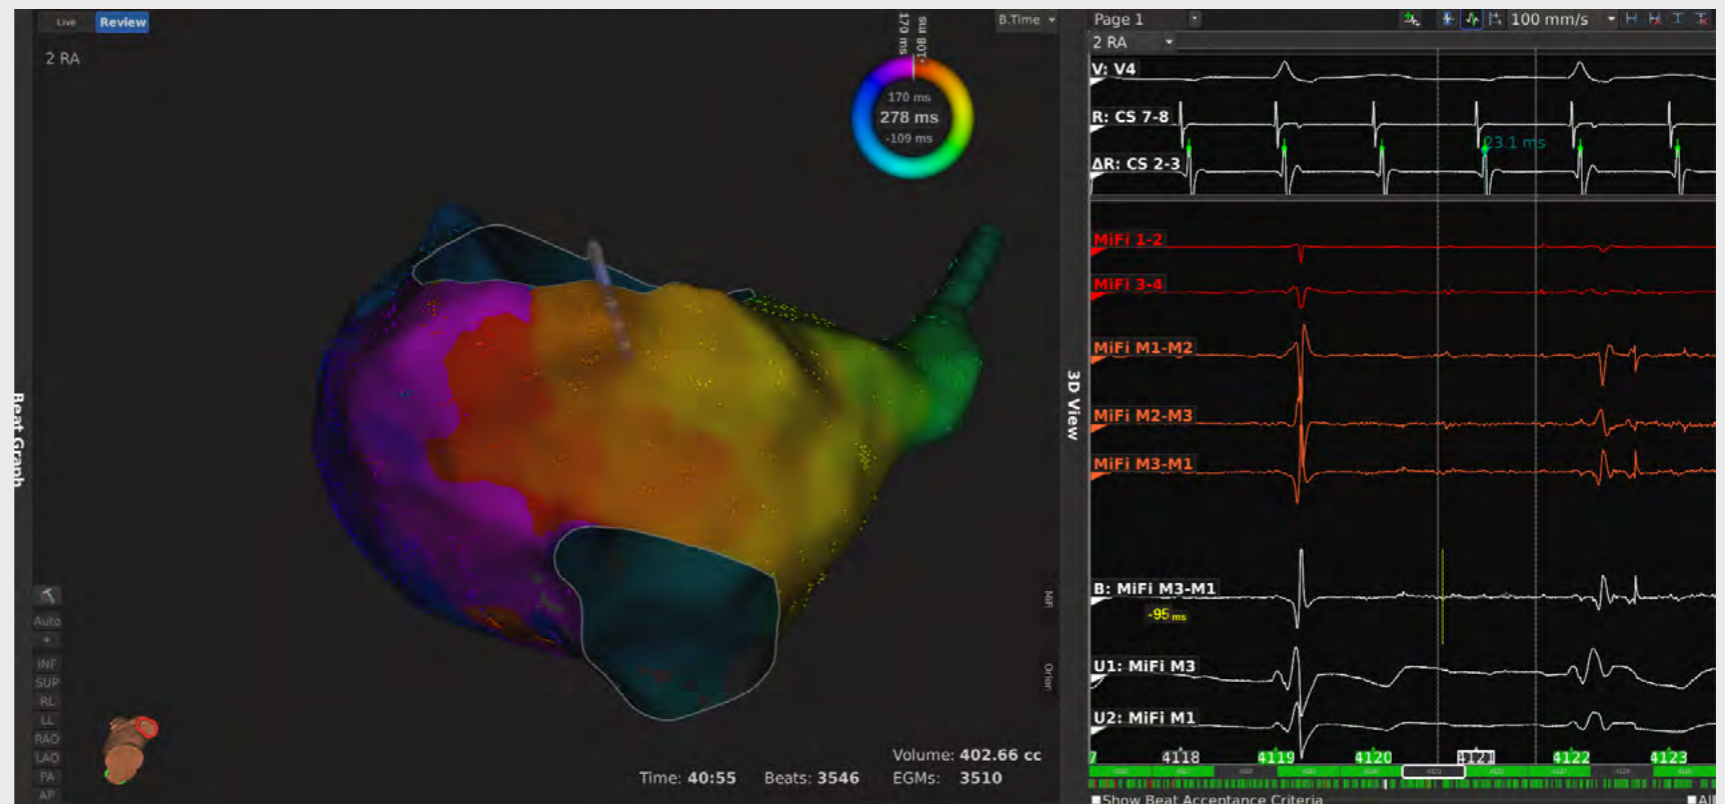 Live Review
2 RA
170 ms
-108 ms
B.Time
170 ms
278 ms
-109 ms
Beat Graph
3D View
MiFi
Orion
Auto
+
INF
SUP
RL
LL
RAO
LAO
PA
AP
Volume: 402.66 cc
Time: 40:55 Beats: 3546 EGMs: 3510
Page 1 100 mm/s
2 RA
V: V4
R: CS 7-8
23.1 ms
ΔR: CS 2-3
MiFi 1-2
MiFi 3-4
MiFi M1-M2
MiFi M2-M3
MiFi M3-M1
B: MiFi M3-M1
-95 ms
U1: MiFi M3
U2: MiFi M1
7 4118 4119 4120 4121 4122 4123
Show Beat Acceptance Criteria